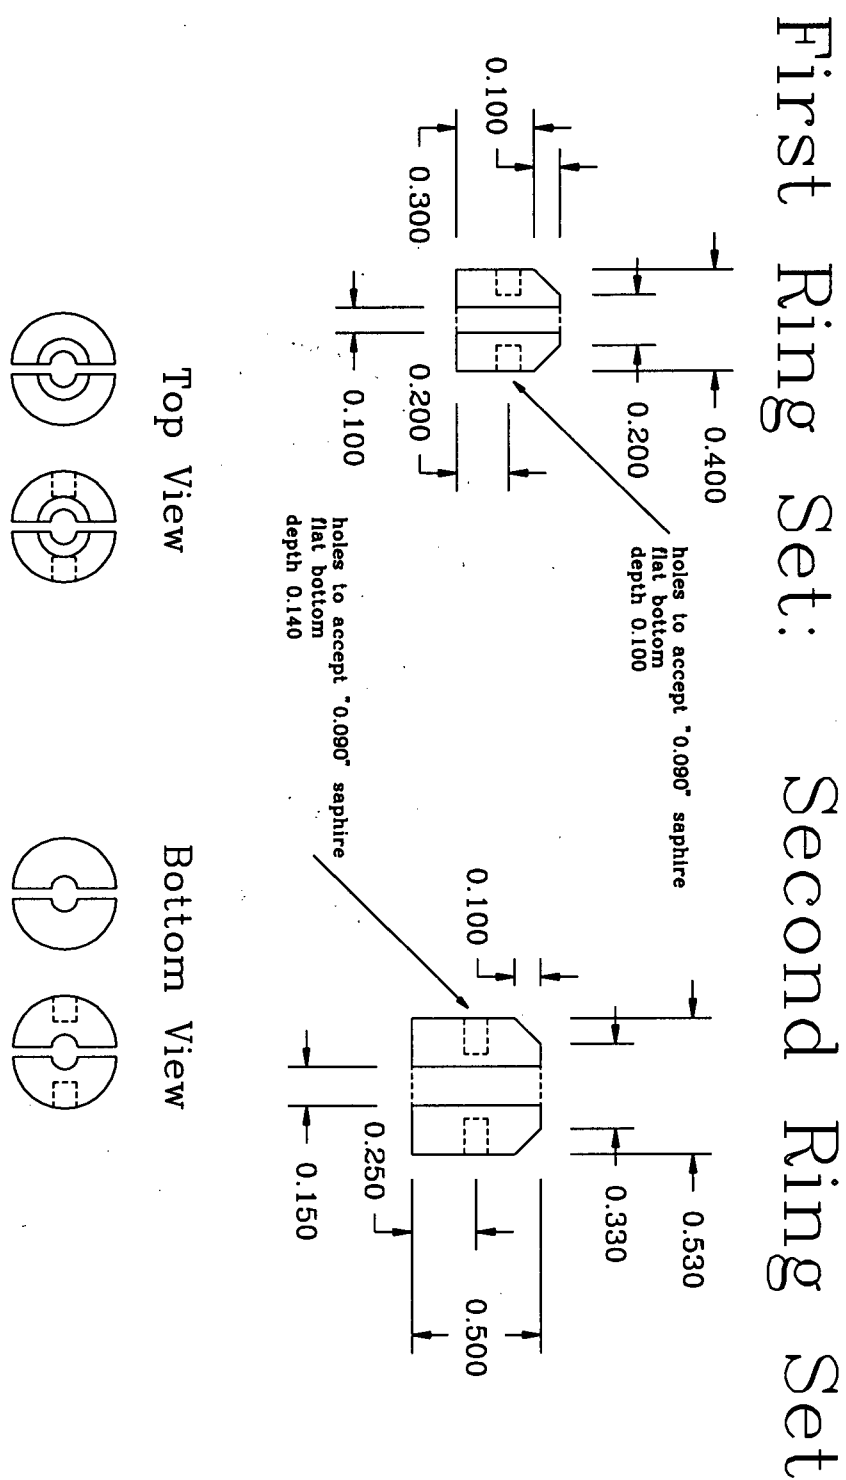 First Ring Set:
Second Ring Set
0.400
0.200
0.100
0.300
0.200
0.100
holes to accept "0.090" saphire
flat bottom
depth 0.100
0.530
0.330
0.100
0.500
0.250
0.150
holes to accept "0.090" saphire
flat bottom
depth 0.140
Top View
Bottom View